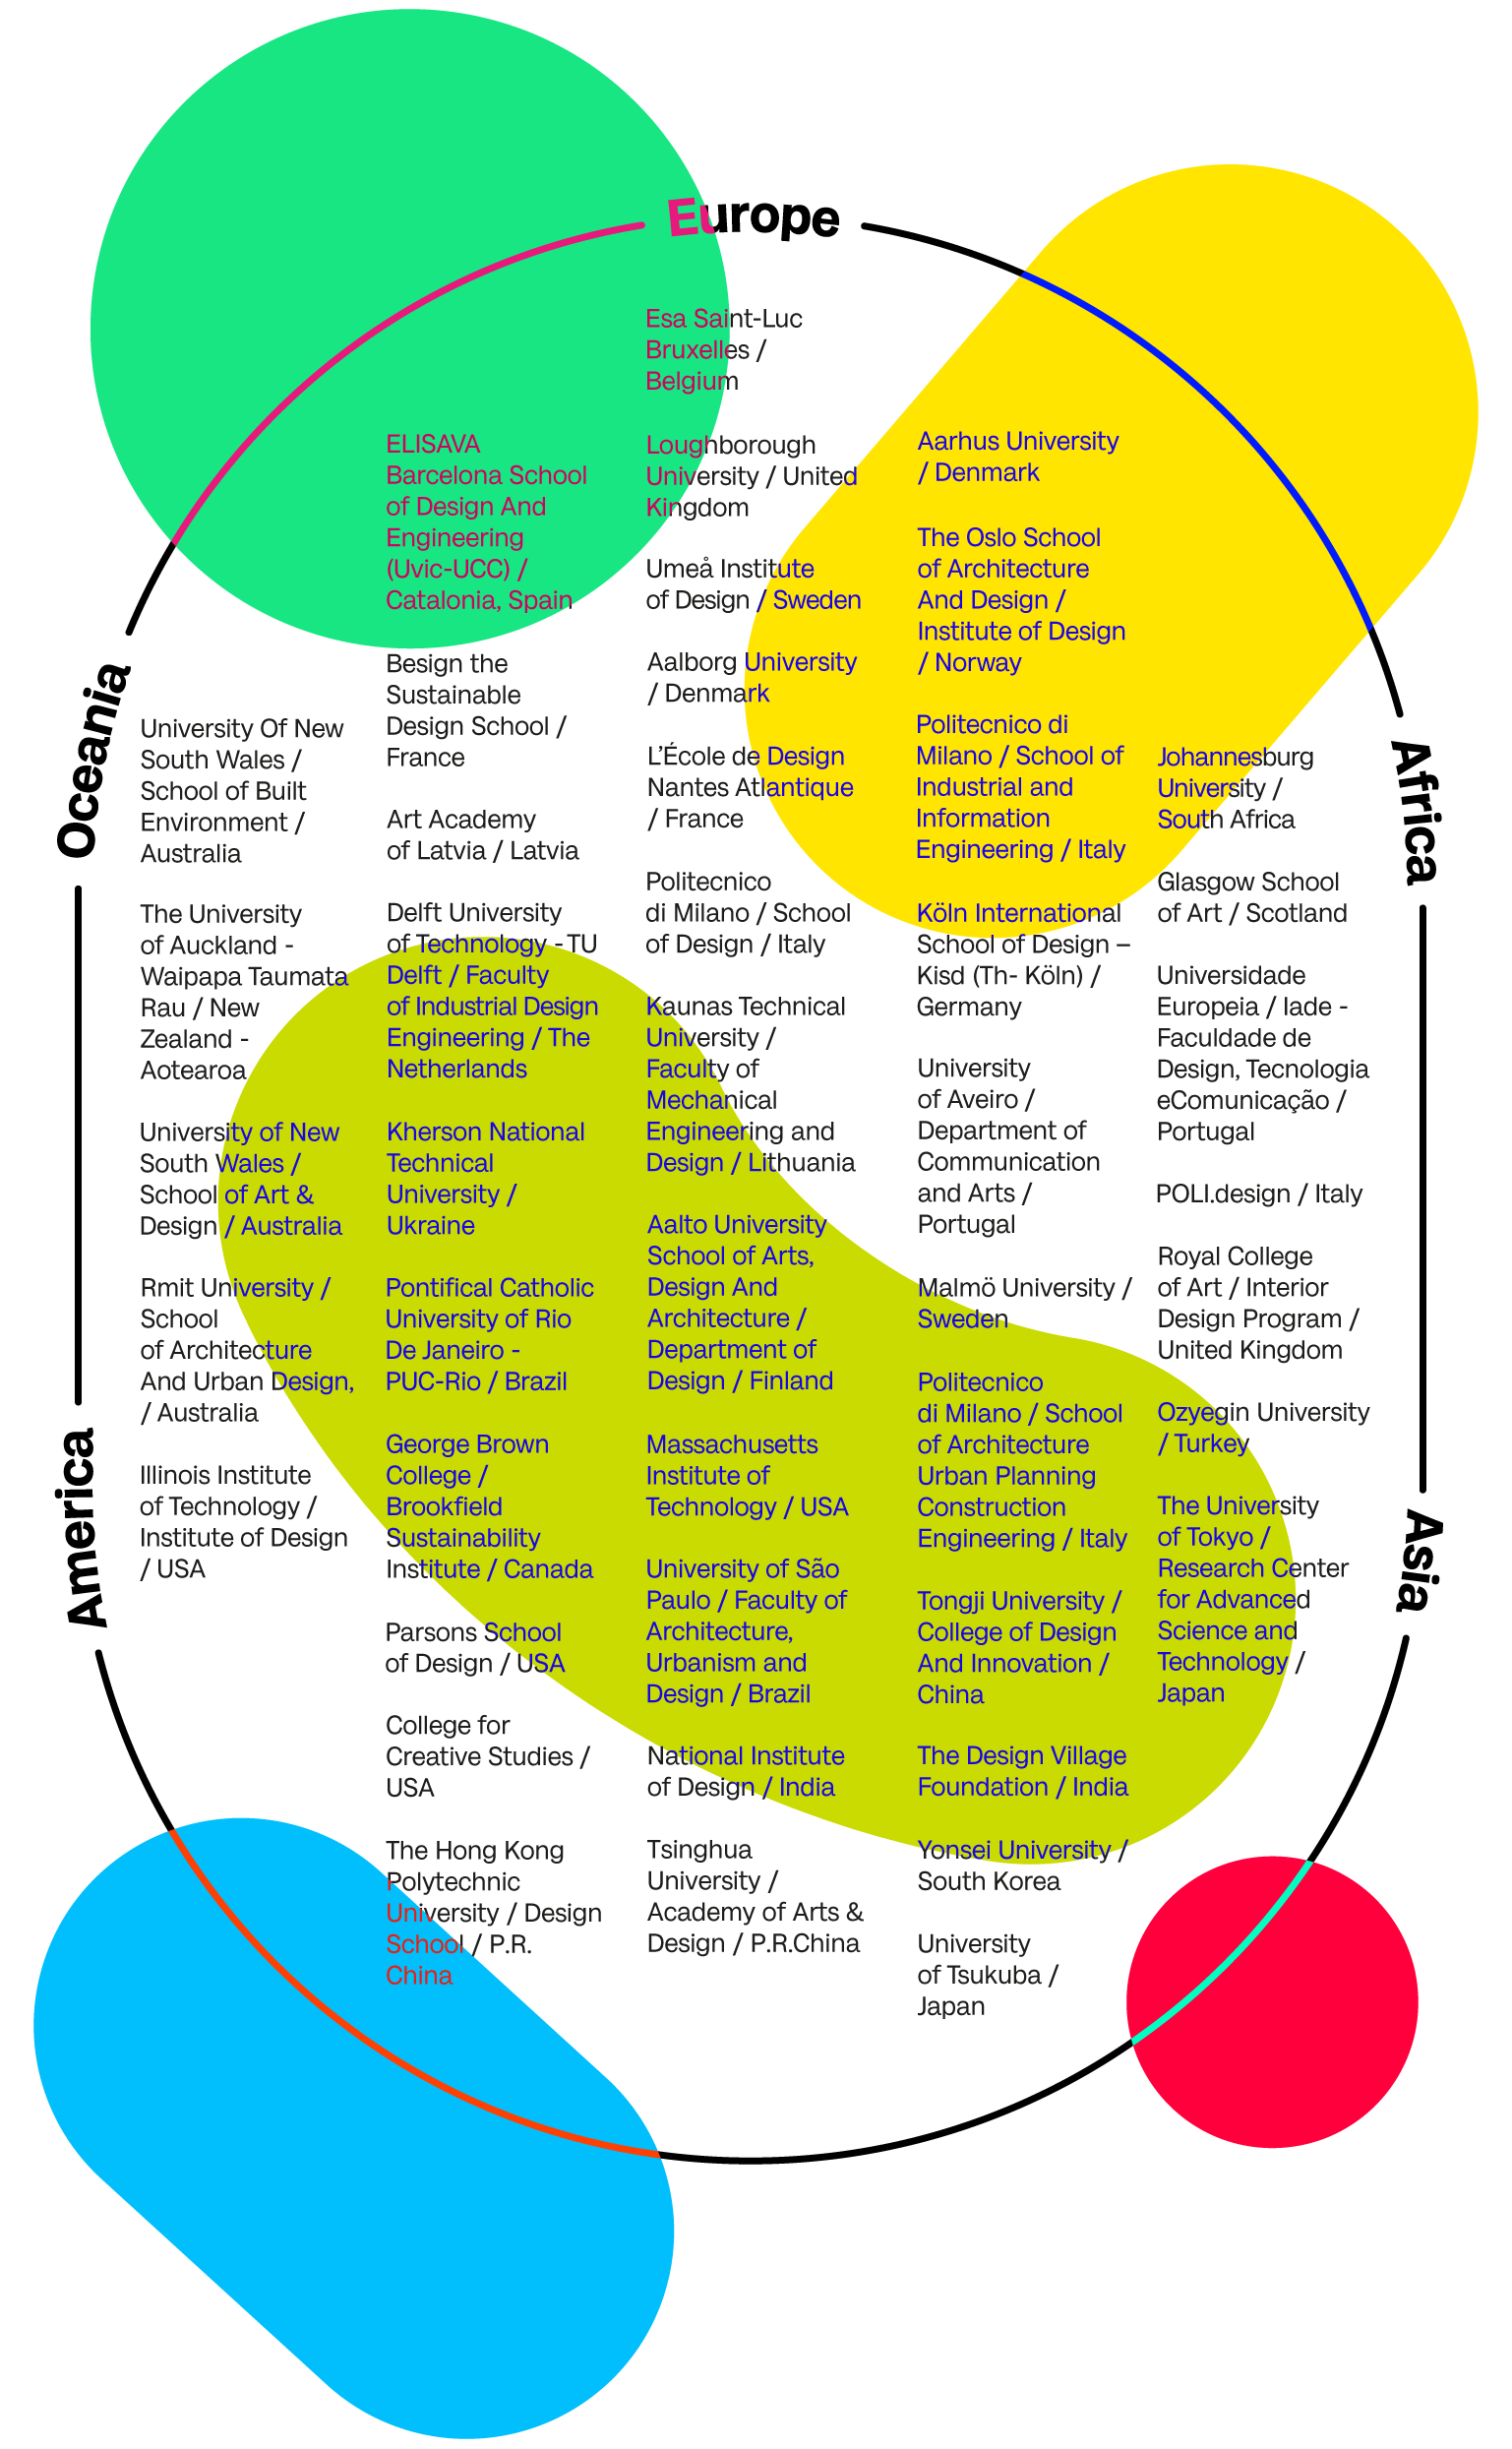 Europe
Oceania
America
Africa
Asia
University Of New
South Wales /
School of Built
Environment /
Australia
The University
of Auckland -
Waipapa Taumata
Rau / New
Zealand -
Aotearoa
University of New
South Wales /
School of Art &
Design / Australia
Rmit University /
School
of Architecture
And Urban Design,
/ Australia
Illinois Institute
of Technology /
Institute of Design
/ USA
ELISAVA
Barcelona School
of Design And
Engineering
(Uvic-UCC) /
Catalonia, Spain
Besign the
Sustainable
Design School /
France
Art Academy
of Latvia / Latvia
Delft University
of Technology - TU
Delft / Faculty
of Industrial Design
Engineering / The
Netherlands
Kherson National
Technical
University /
Ukraine
Pontifical Catholic
University of Rio
De Janeiro -
PUC-Rio / Brazil
George Brown
College /
Brookfield
Sustainability
Institute / Canada
Parsons School
of Design / USA
College for
Creative Studies /
USA
The Hong Kong
Polytechnic
University / Design
School / P.R.
China
Esa Saint-Luc
Bruxelles /
Belgium
Loughborough
University / United
Kingdom
Umeå Institute
of Design / Sweden
Aalborg University
/ Denmark
L’École de Design
Nantes Atlantique
/ France
Politecnico
di Milano / School
of Design / Italy
Kaunas Technical
University /
Faculty of
Mechanical
Engineering and
Design / Lithuania
Aalto University
School of Arts,
Design And
Architecture /
Department of
Design / Finland
Massachusetts
Institute of
Technology / USA
University of São
Paulo / Faculty of
Architecture,
Urbanism and
Design / Brazil
National Institute
of Design / India
Tsinghua
University /
Academy of Arts &
Design / P.R.China
Aarhus University
/ Denmark
The Oslo School
of Architecture
And Design /
Institute of Design
/ Norway
Politecnico di
Milano / School of
Industrial and
Information
Engineering / Italy
Köln International
School of Design –
Kisd (Th- Köln) /
Germany
University
of Aveiro /
Department of
Communication
and Arts /
Portugal
Malmö University /
Sweden
Politecnico
di Milano / School
of Architecture
Urban Planning
Construction
Engineering / Italy
Tongji University /
College of Design
And Innovation /
China
The Design Village
Foundation / India
Yonsei University /
South Korea
University
of Tsukuba /
Japan
Johannesburg
University /
South Africa
Glasgow School
of Art / Scotland
Universidade
Europeia / Iade -
Faculdade de
Design, Tecnologia
eComunicação /
Portugal
POLI.design / Italy
Royal College
of Art / Interior
Design Program /
United Kingdom
Ozyegin University
/ Turkey
The University
of Tokyo /
Research Center
for Advanced
Science and
Technology /
Japan